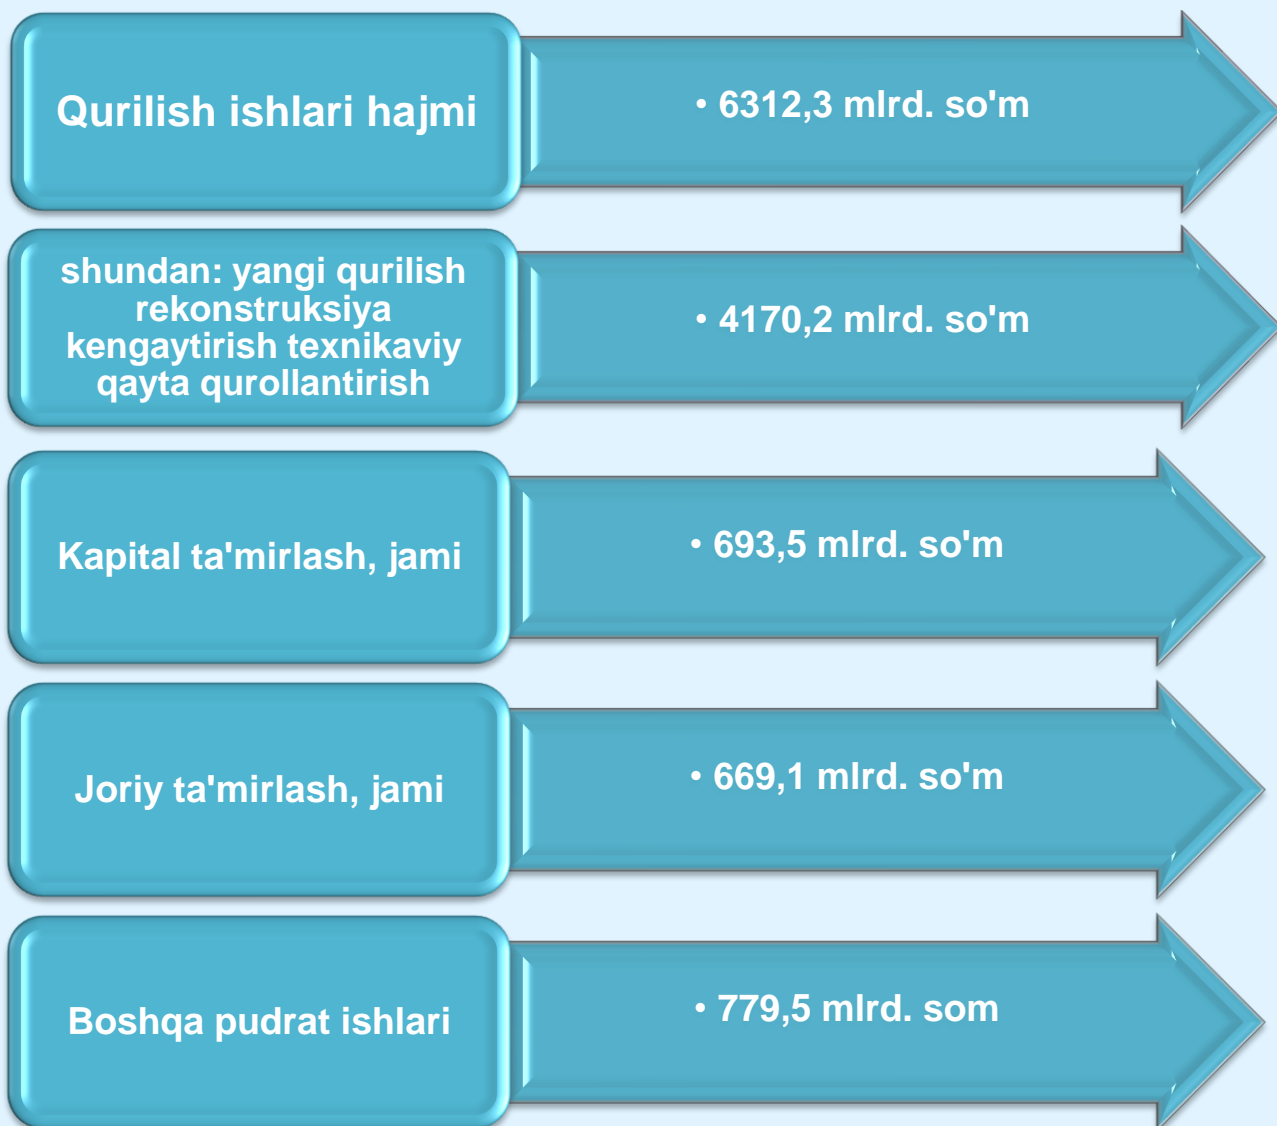 Qurilish ishlari hajmi
• 6312,3 mlrd. so'm
shundan: yangi qurilish
rekonstruksiya
kengaytirish texnikaviy
qayta qurollantirish
• 4170,2 mlrd. so'm
Kapital ta'mirlash, jami
• 693,5 mlrd. so'm
Joriy ta'mirlash, jami
• 669,1 mlrd. so'm
Boshqa pudrat ishlari
• 779,5 mlrd. som